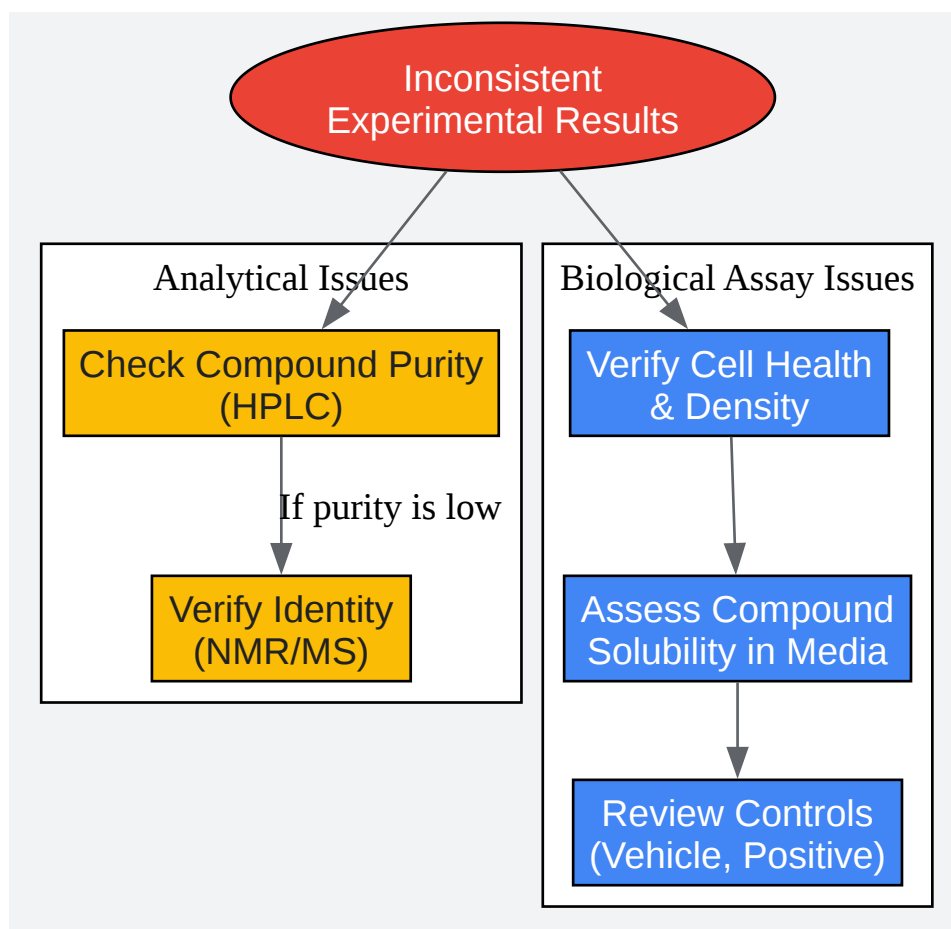 Inconsistent
Experimental Results
Analytical Issues
Check Compound Purity
(HPLC)
If purity is low
Verify Identity
(NMR/MS)
Biological Assay Issues
Verify Cell Health
& Density
Assess Compound
Solubility in Media
Review Controls
(Vehicle, Positive)